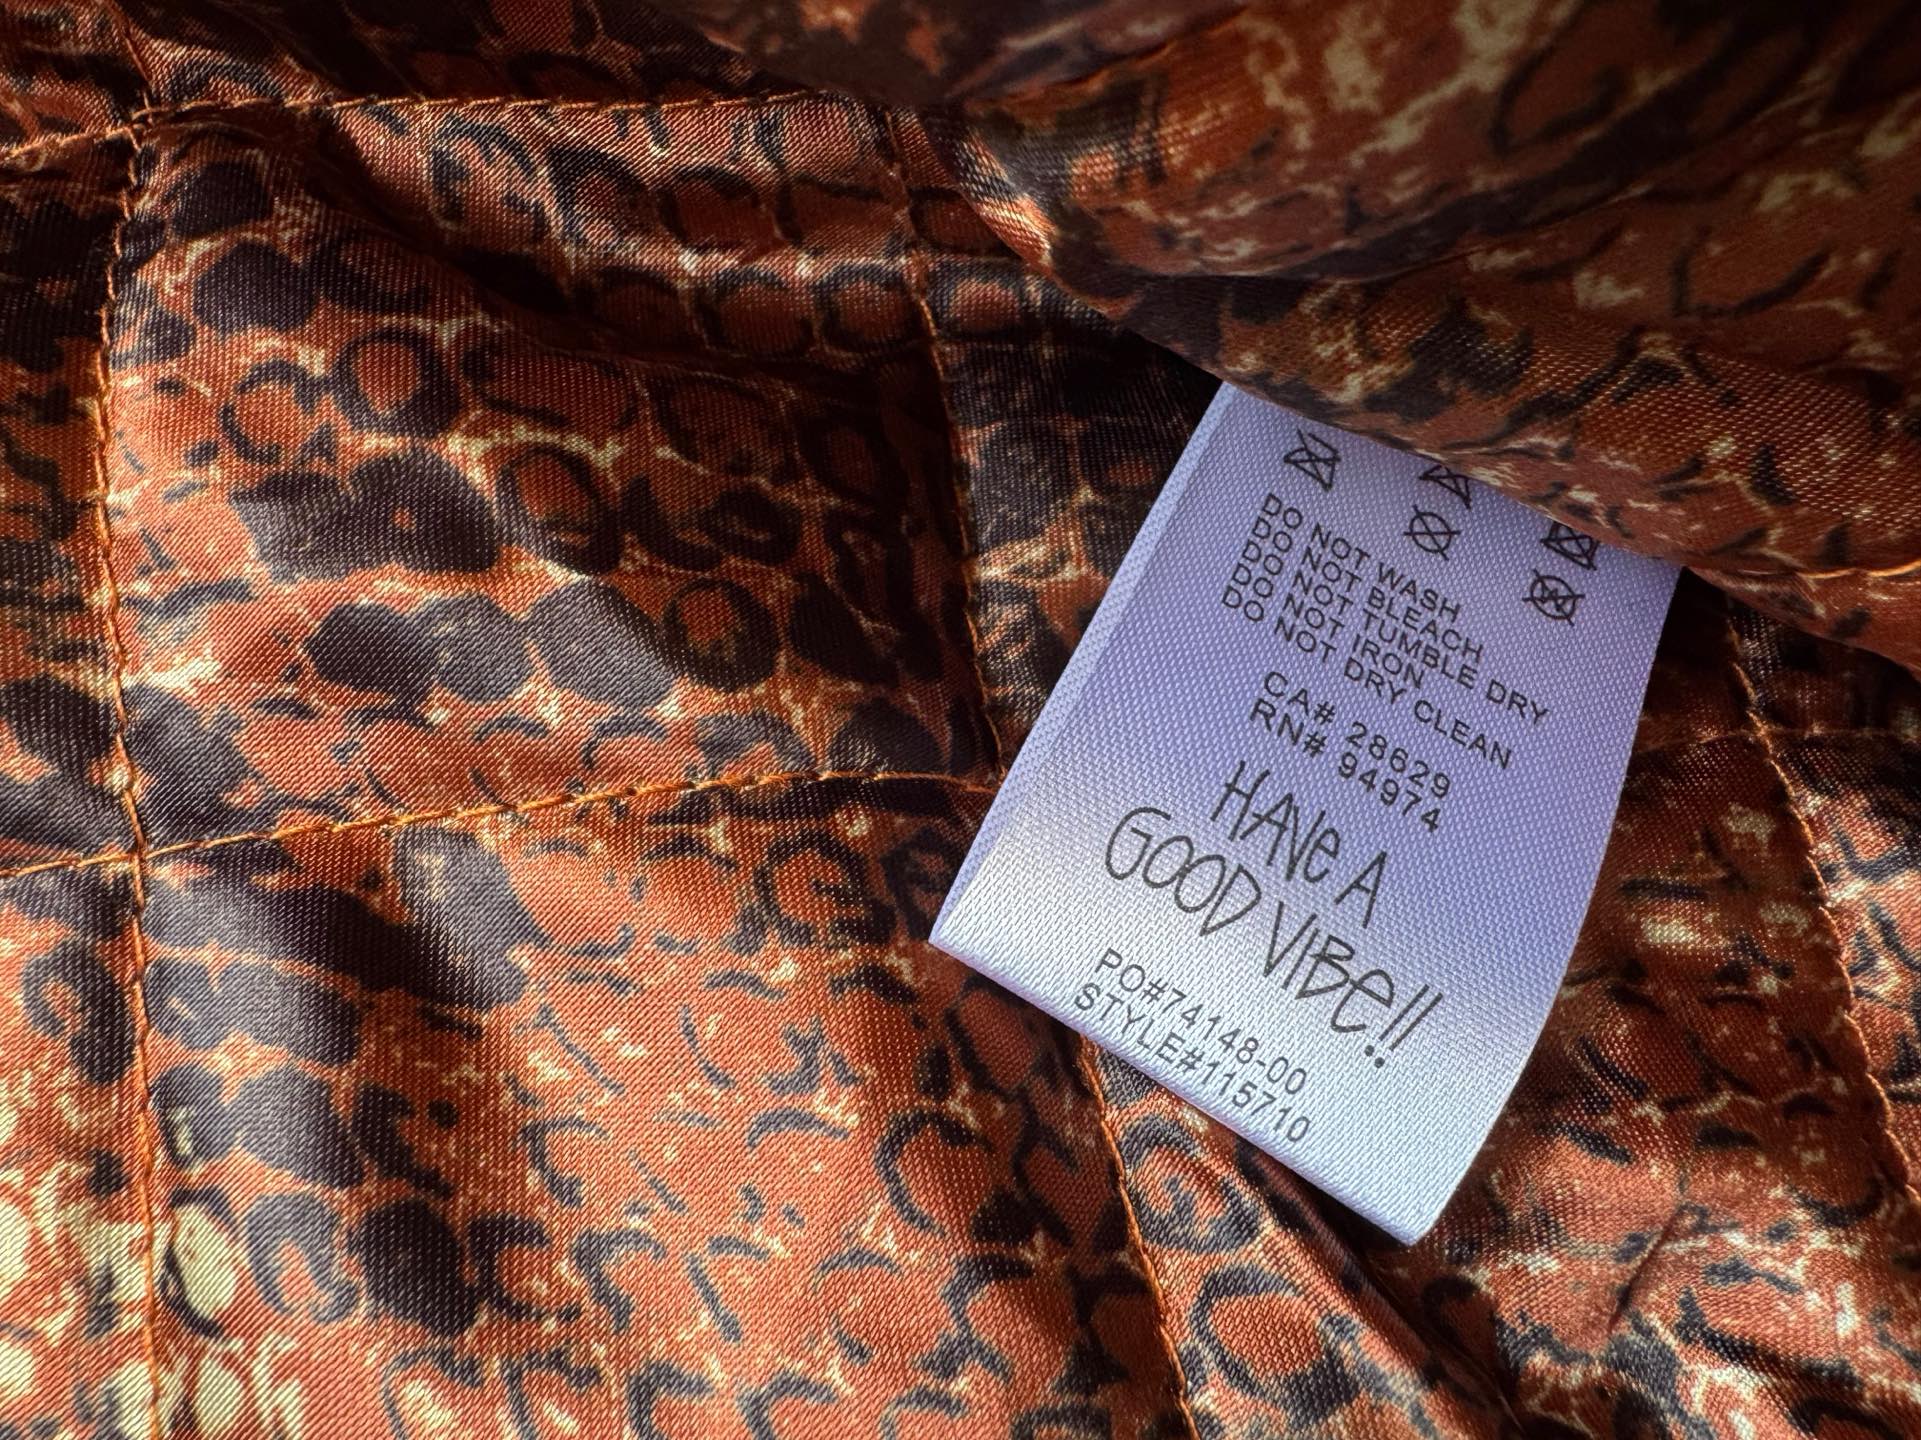 DO NOT WASH
DO NOT BLEACH
DO NOT TUMBLE DRY
DO NOT IRON
DO NOT DRY CLEAN
CA# 28629
RN# 94974
HAVE A
GOOD VIBE!!
PO#74148-00
STYLE#115710